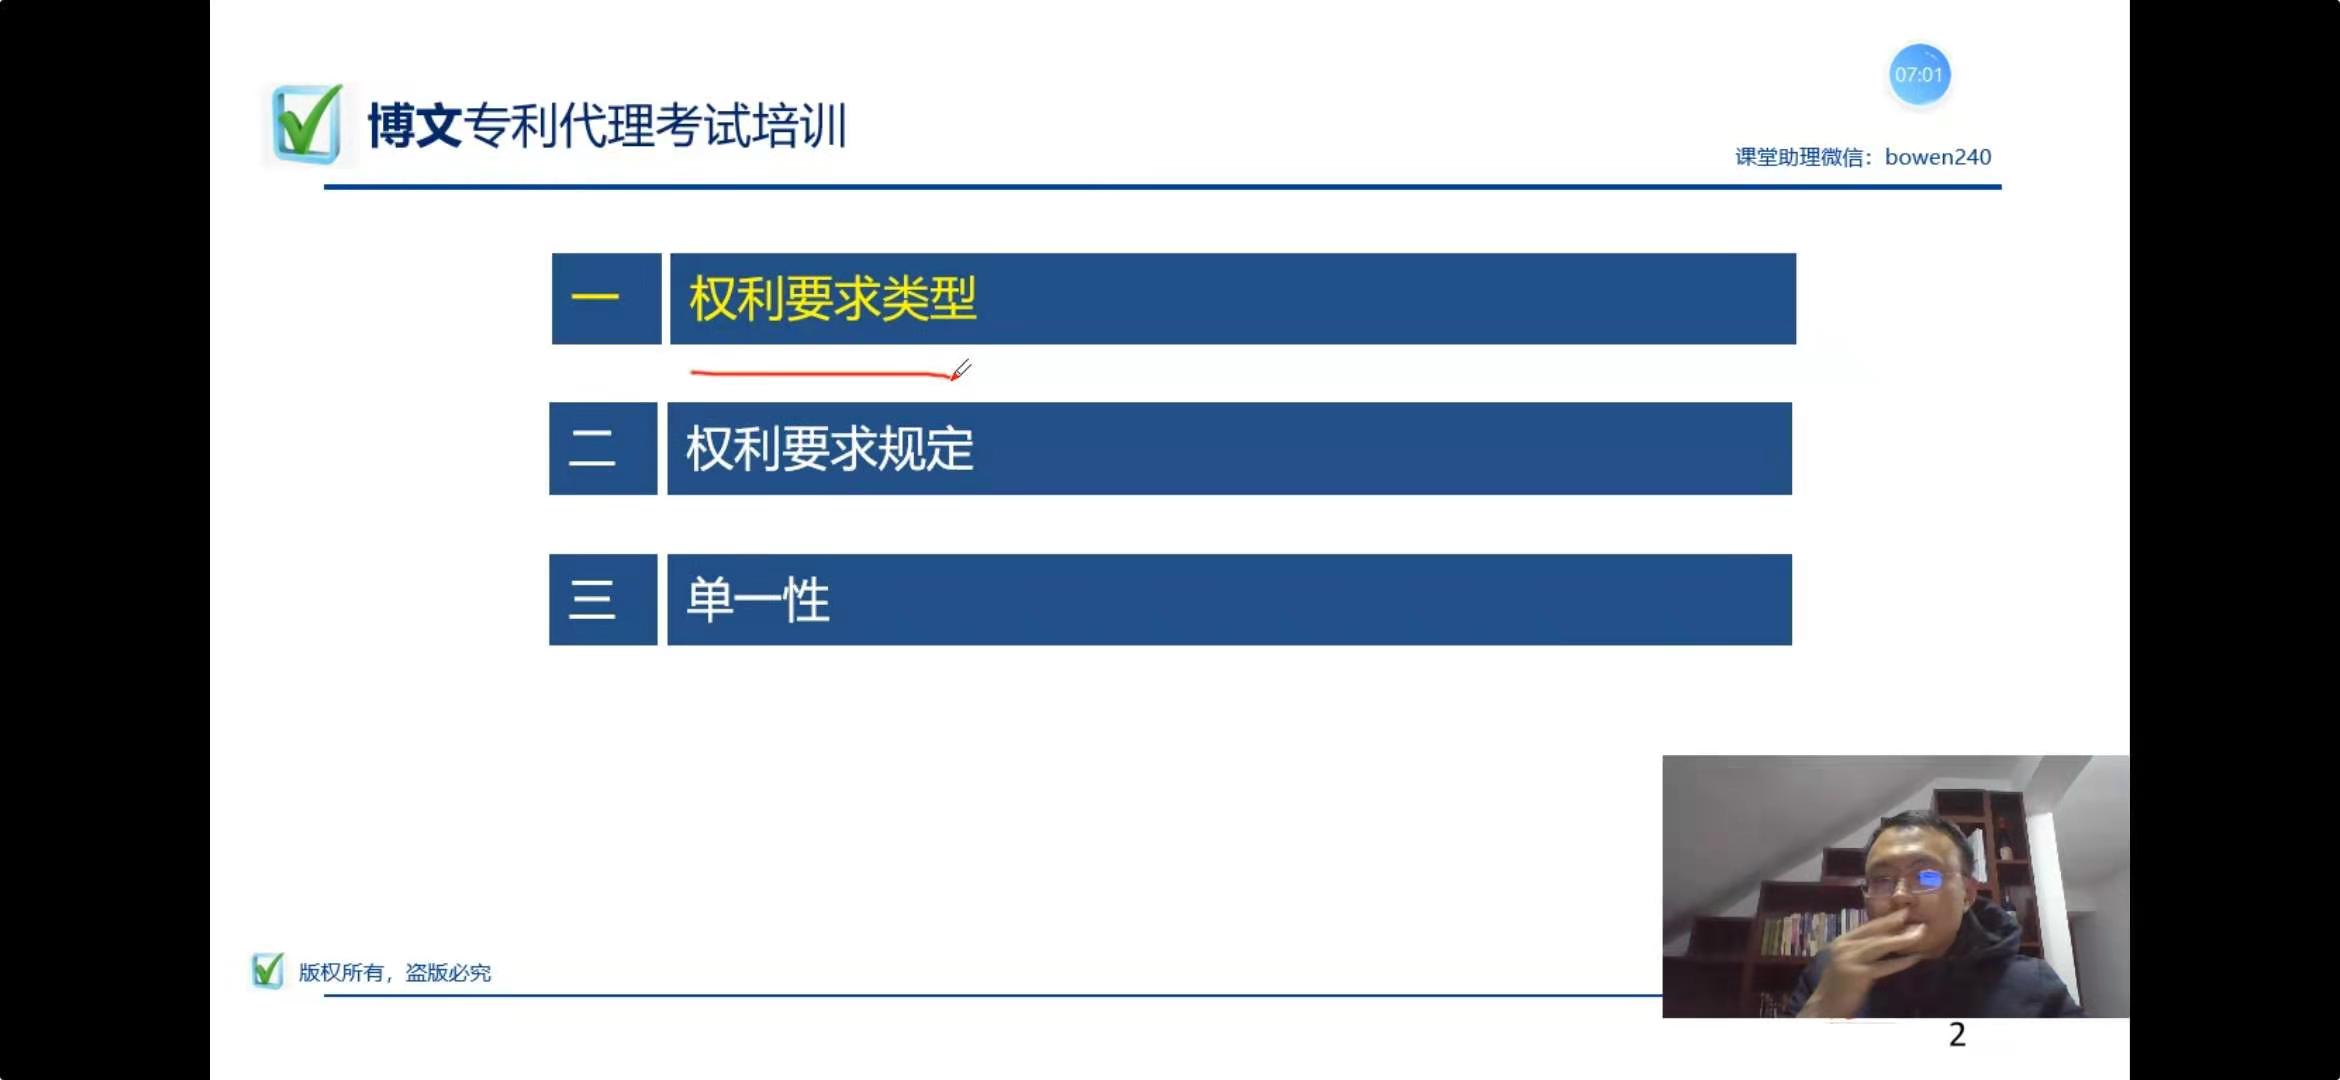 07:01
博文专利代理考试培训
课堂助理微信：bowen240
一 权利要求类型
二 权利要求规定
三 单一性
版权所有，盗版必究
2